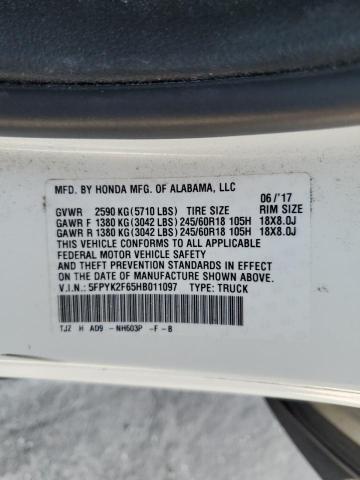 MFD. BY HONDA MFG. OF ALABAMA, LLC
06/'17
GVWR 2590 KG(5710 LBS) TIRE SIZE RIM SIZE
GAWR F 1380 KG(3042 LBS) 245/60R18 105H 18X8.0J
GAWR R 1380 KG(3042 LBS) 245/60R18 105H 18X8.0J
THIS VEHICLE CONFORMS TO ALL APPLICABLE
FEDERAL MOTOR VEHICLE SAFETY
AND THEFT PREVENTION STANDARDS IN EFFECT
ON THE DATE OF MANUFACTURE SHOWN ABOVE.
V.I.N.: 5FPYK2F65HB011097 TYPE: TRUCK
TJZ H AD9 -NH603P -F-B